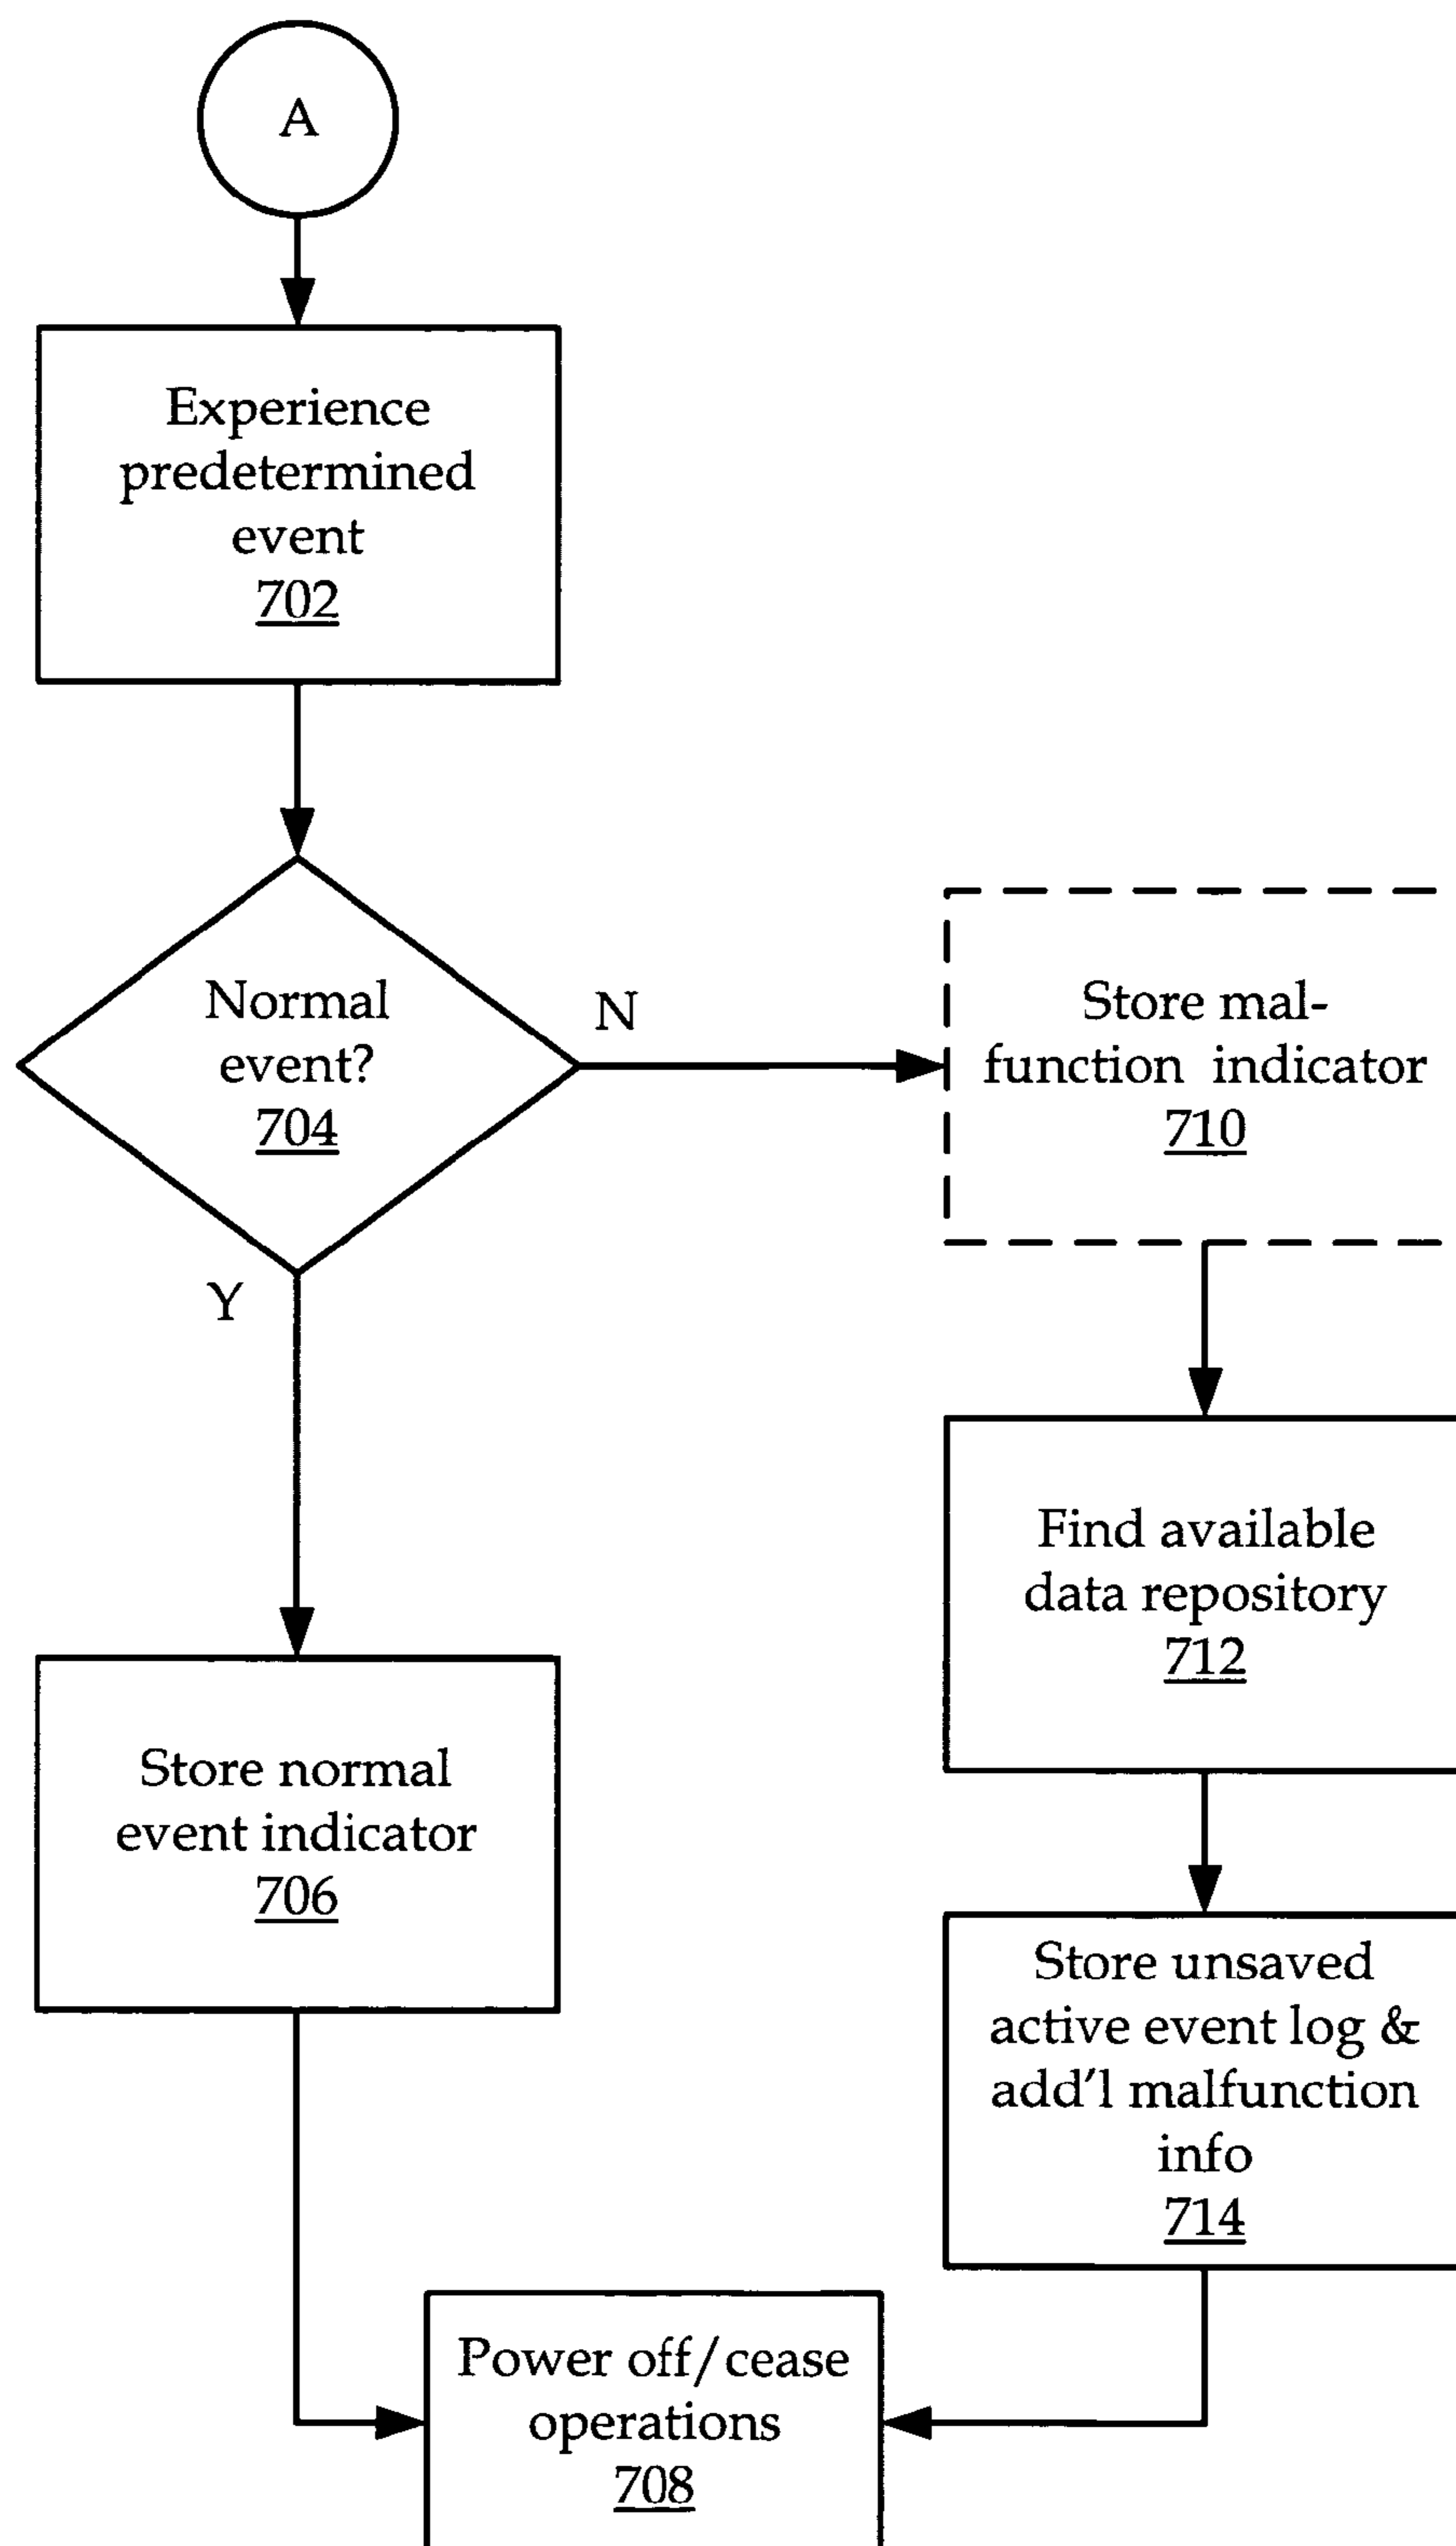 A
Experience
predetermined
event
702
Normal
event?
704
N
Y
Store mal-
function indicator
710
Find available
data repository
712
Store normal
event indicator
706
Store unsaved
active event log &
add'l malfunction
info
714
Power off/cease
operations
708